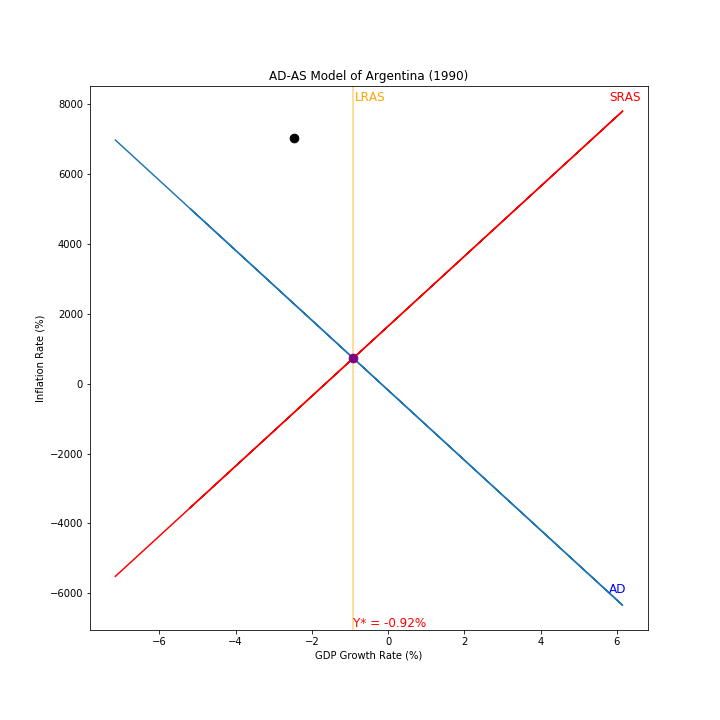 AD-AS Model of Argentina (1990)
LRAS
SRAS
8000
6000
4000
2000
0
−2000
−4000
−6000
Inflation Rate (%)
AD
Y* = -0.92%
−6
−4
−2
0
2
4
6
GDP Growth Rate (%)